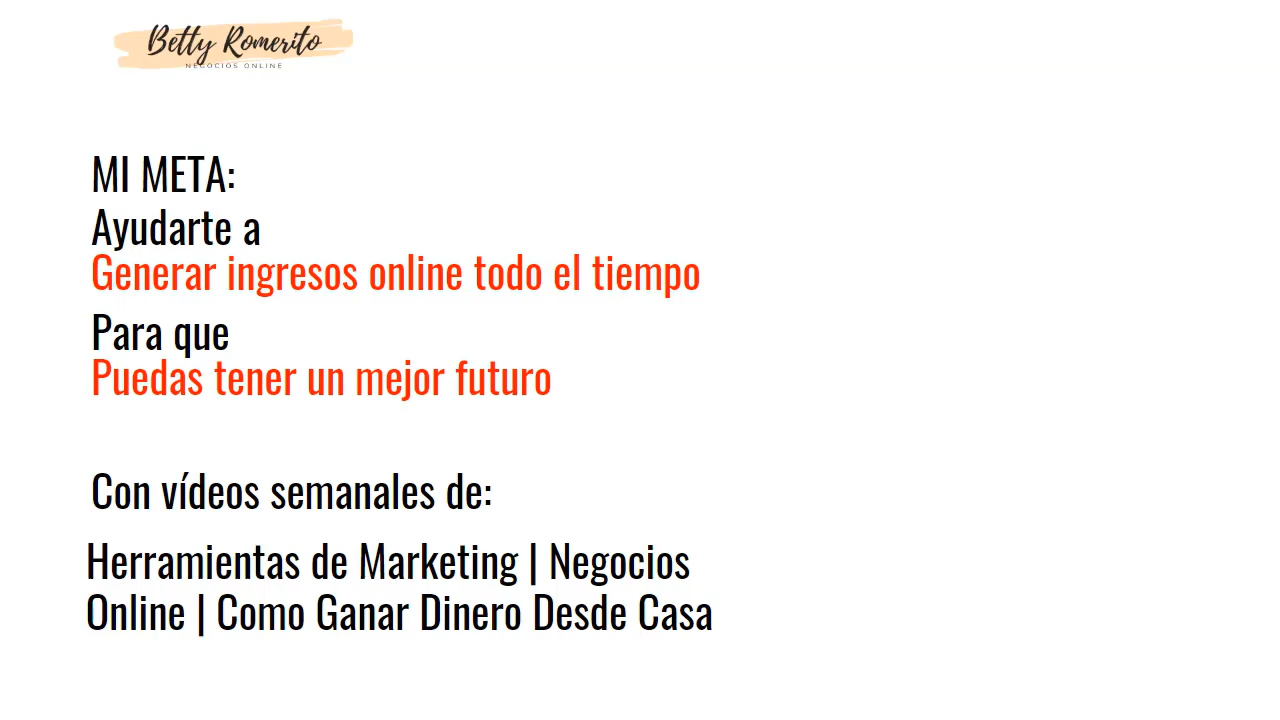 Betty Romerito
NEGOCIOS ONLINE
MI META:
Ayudarte a
Generar ingresos online todo el tiempo
Para que
Puedas tener un mejor futuro
Con vídeos semanales de:
Herramientas de Marketing | Negocios
Online | Como Ganar Dinero Desde Casa